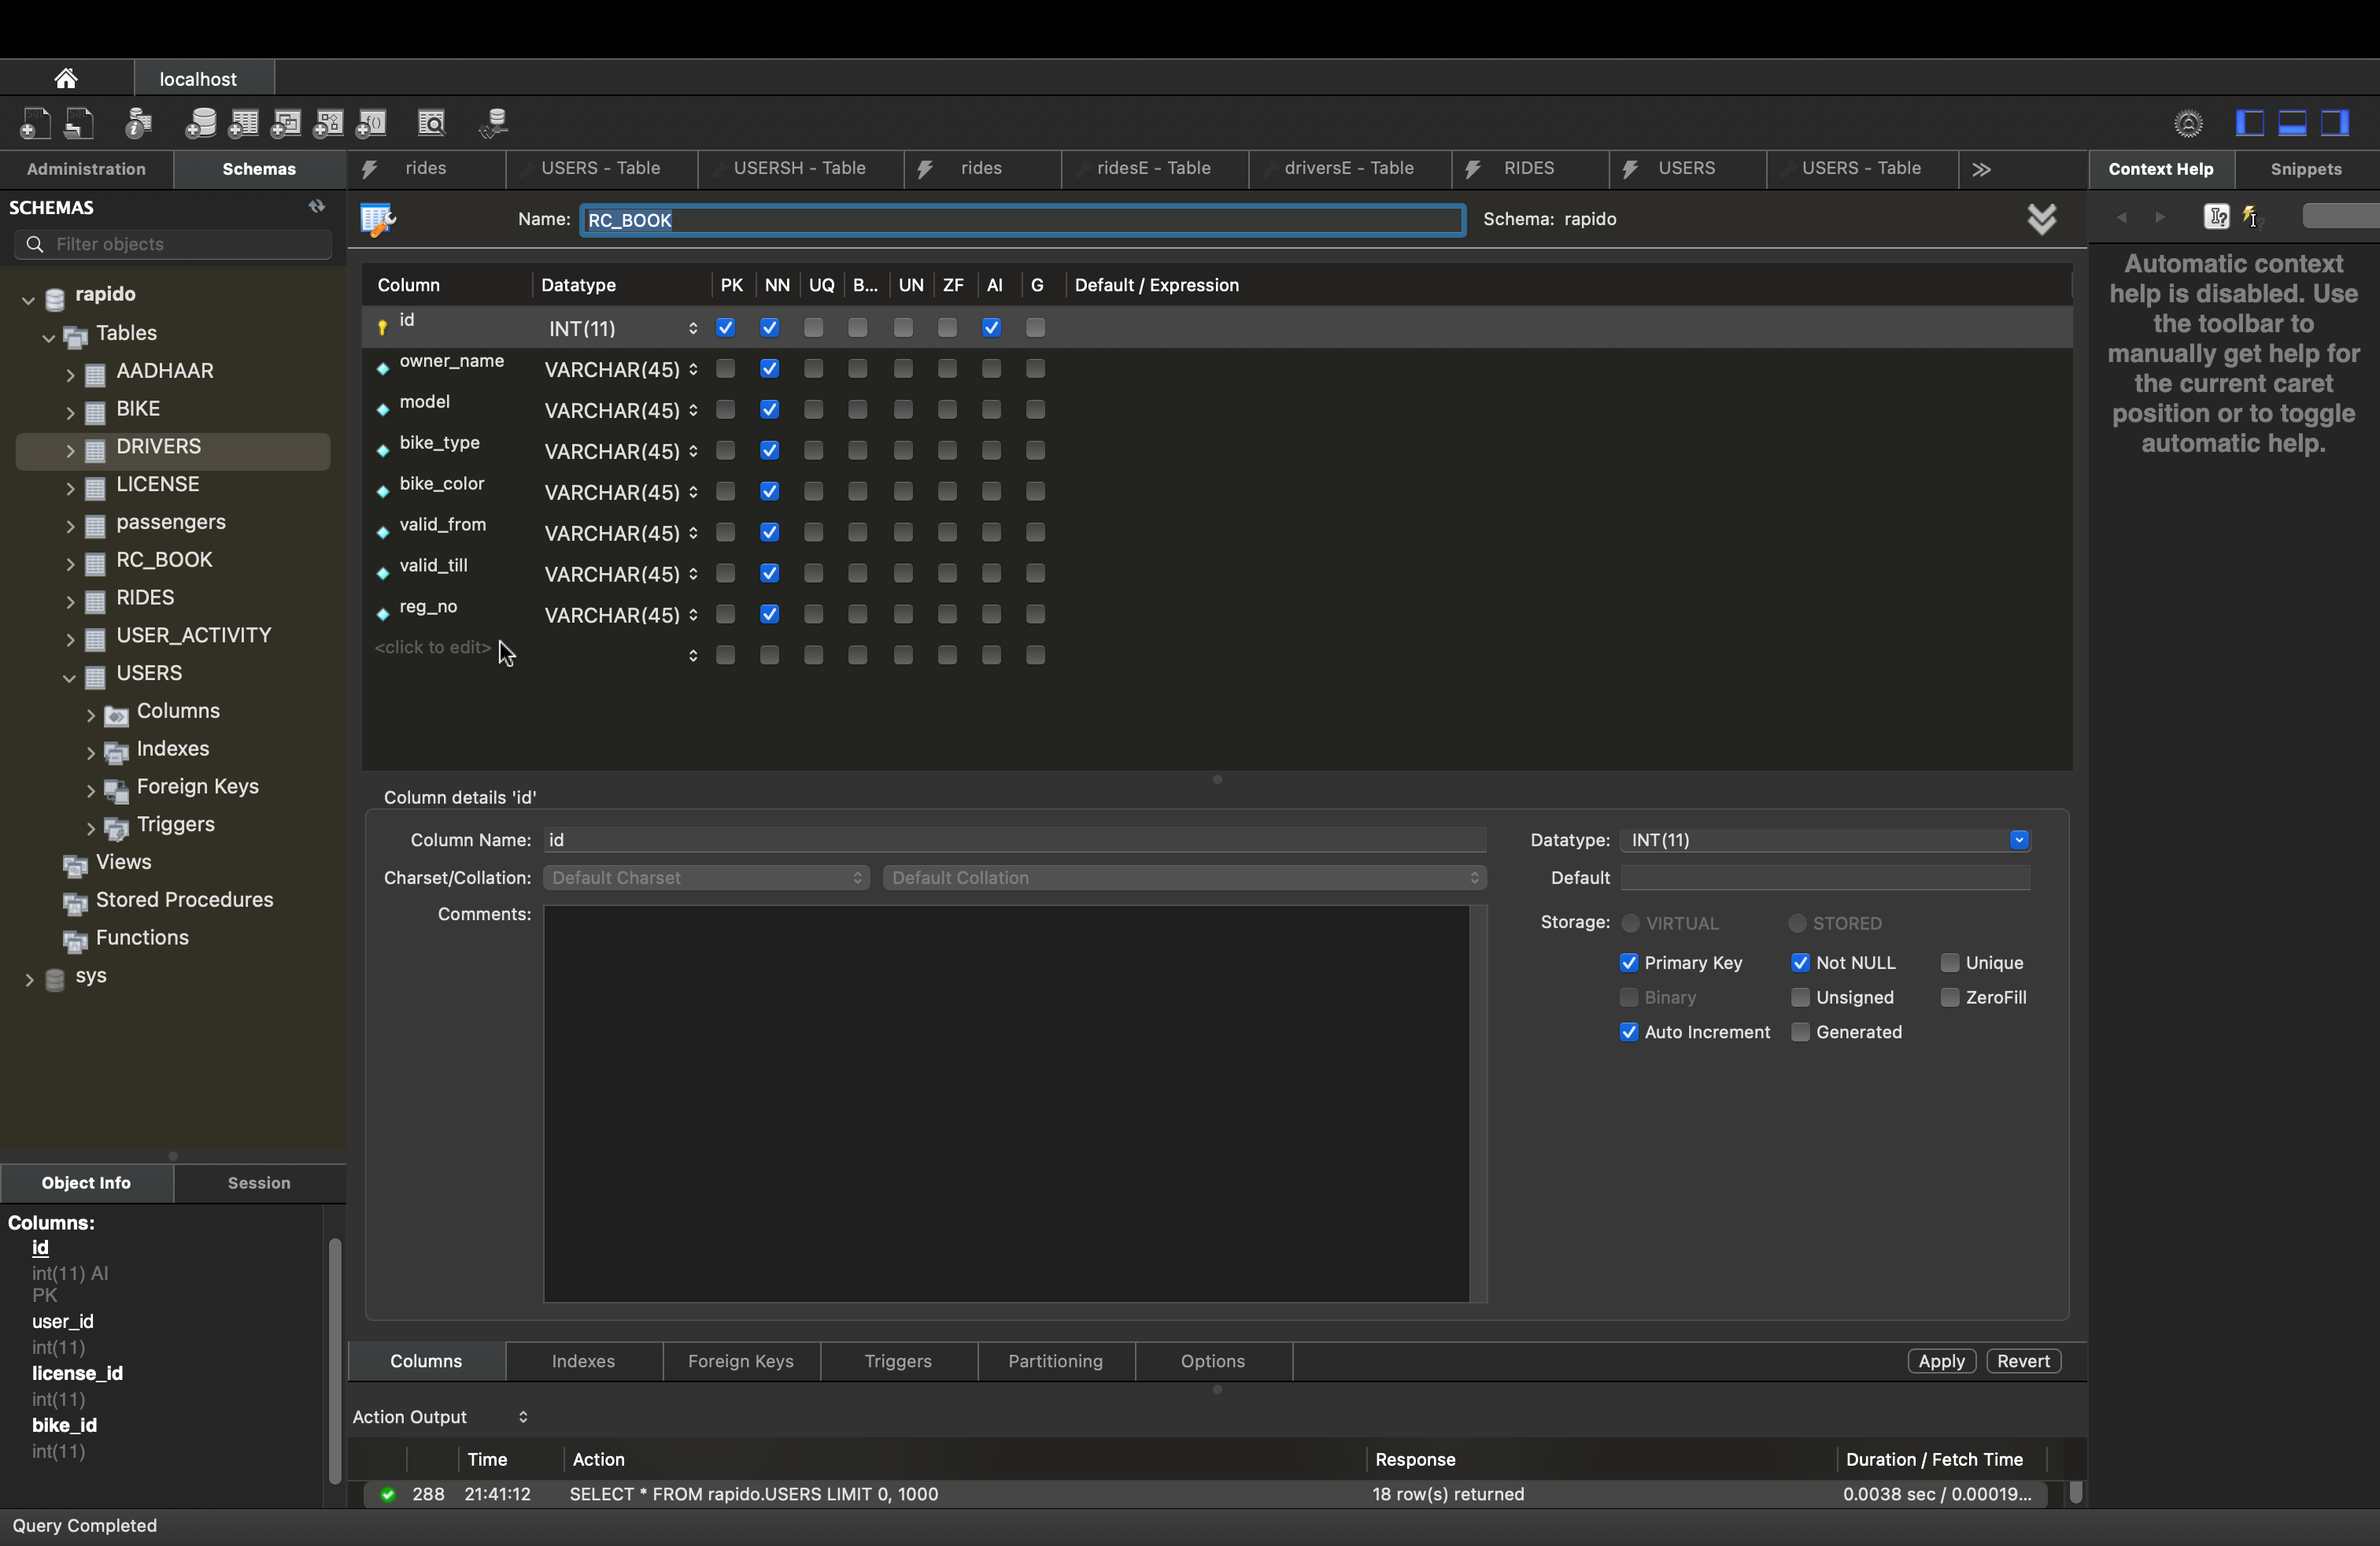 localhost
Administration
Schemas
rides
USERS - Table
USERSH - Table
rides
ridesE - Table
driversE - Table
RIDES
USERS
USERS - Table
Context Help
Snippets
SCHEMAS
Filter objects
Name: RC_BOOK
Schema: rapido
Column Datatype PK NN UQ B... UN ZF AI G Default / Expression
id INT(11)
owner_name VARCHAR(45)
model VARCHAR(45)
bike_type VARCHAR(45)
bike_color VARCHAR(45)
valid_from VARCHAR(45)
valid_till VARCHAR(45)
reg_no VARCHAR(45)
<click to edit>
Automatic context
help is disabled. Use
the toolbar to
manually get help for
the current caret
position or to toggle
automatic help.
rapido
Tables
AADHAAR
BIKE
DRIVERS
LICENSE
passengers
RC_BOOK
RIDES
USER_ACTIVITY
USERS
Columns
Indexes
Foreign Keys
Triggers
Views
Stored Procedures
Functions
sys
Column details 'id'
Column Name: id
Datatype: INT(11)
Charset/Collation: Default Charset Default Collation
Default
Comments:
Storage: VIRTUAL STORED
Primary Key Not NULL Unique
Binary Unsigned ZeroFill
Auto Increment Generated
Object Info
Session
Columns:
id
int(11) AI
PK
user_id
int(11)
license_id
int(11)
bike_id
int(11)
Columns Indexes Foreign Keys Triggers Partitioning Options
Apply
Revert
Action Output
Time Action Response Duration / Fetch Time
288 21:41:12 SELECT * FROM rapido.USERS LIMIT 0, 1000 18 row(s) returned 0.0038 sec / 0.00019...
Query Completed